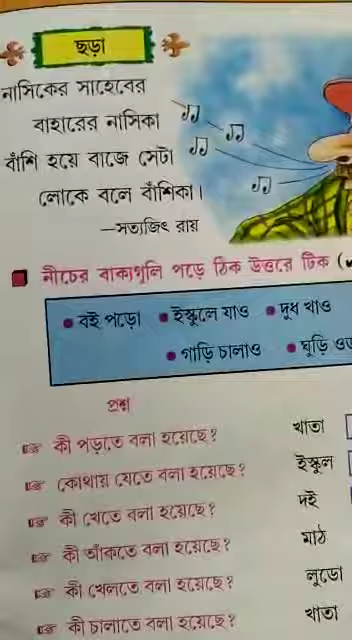 ছড়া
নাসিকের সাহেবের
বাহারের নাসিকা
বাঁশি হয়ে বাজে সেটা
লোকে বলে বাঁশিকা।
—সত্যজিৎ রায়
নীচের বাক্যগুলি পড়ে ঠিক উত্তরে টিক (✓
• বই পড়ো • ইস্কুলে যাও • দুধ খাও
• গাড়ি চালাও • ঘুড়ি
প্রশ্ন
কী পড়তে বলা হয়েছে? খাতা
কোথায় যেতে বলা হয়েছে? ইস্কুল
কী খেতে বলা হয়েছে? দই
কী আঁকতে বলা হয়েছে? মাঠ
কী খেলতে বলা হয়েছে? লুডো
কী চালাতে বলা হয়েছে? খাতা